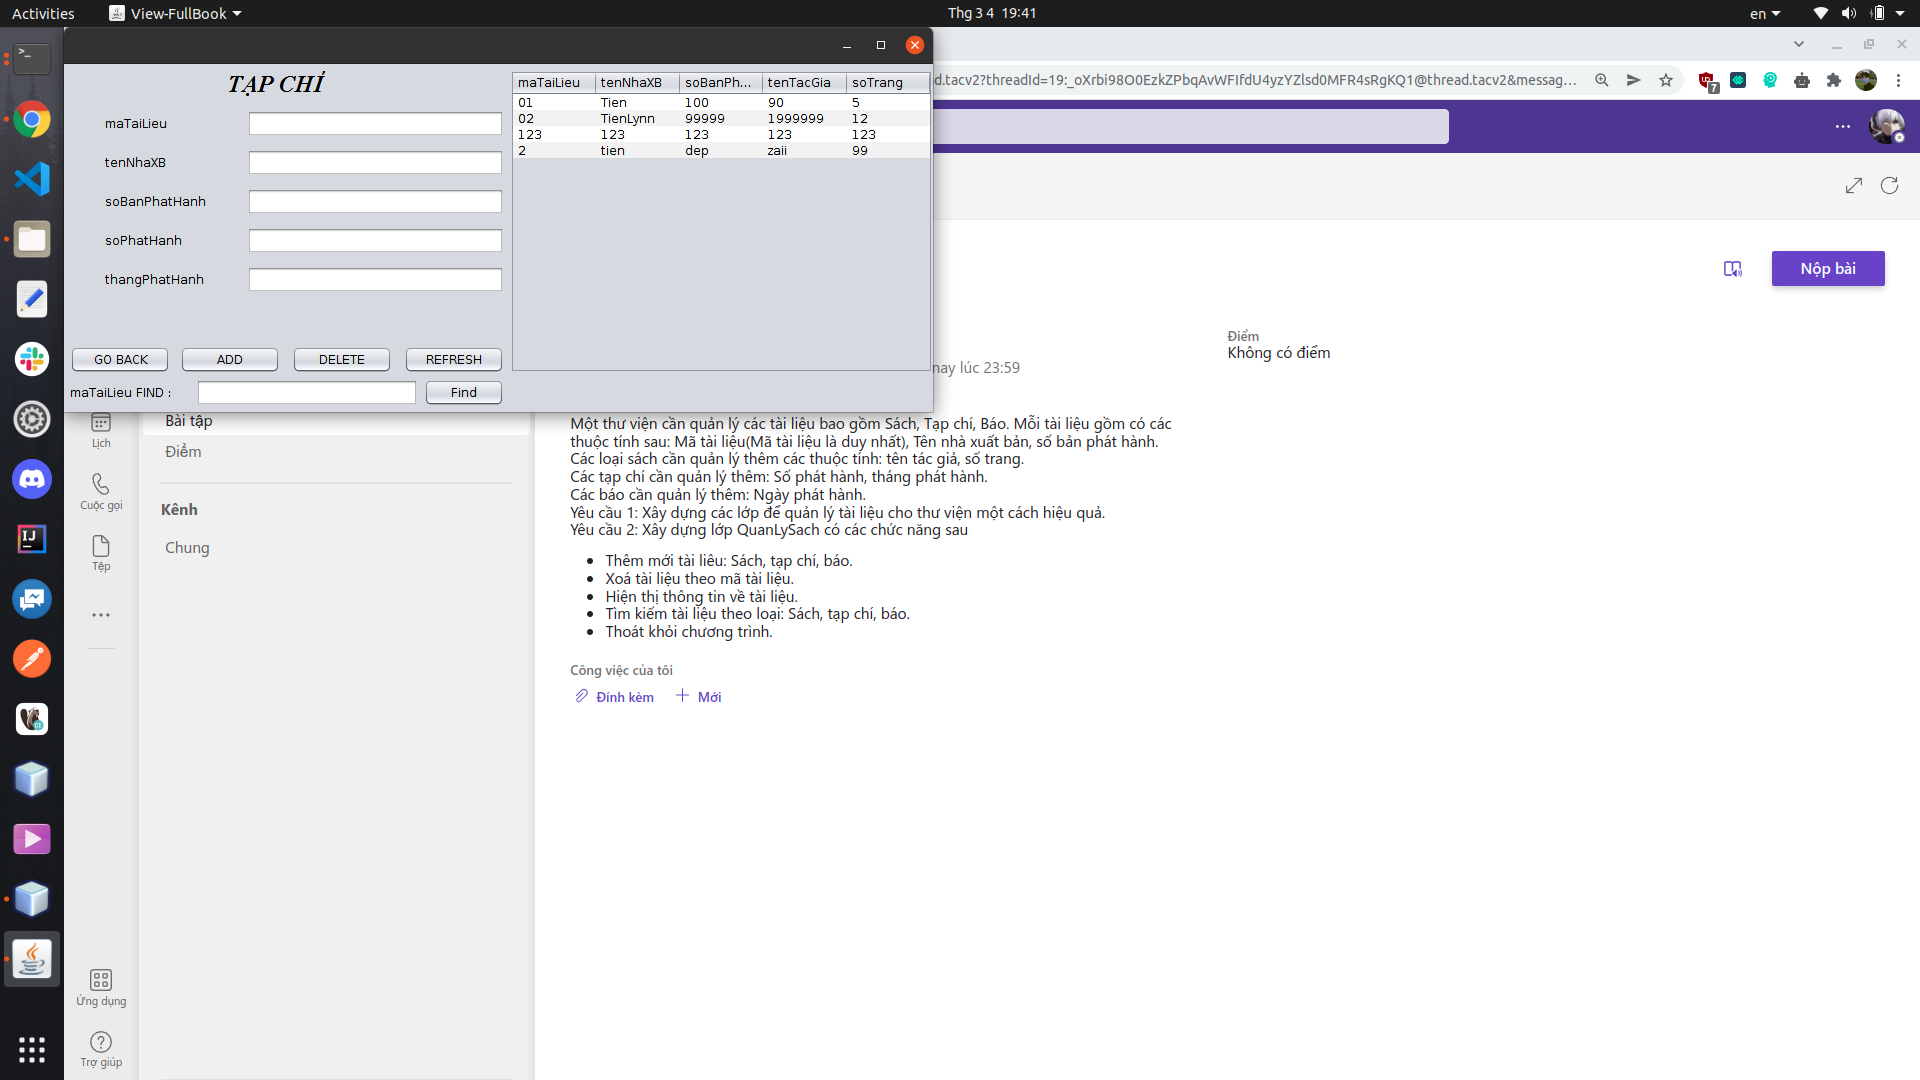 Activities
View-FullBook
Thg 3 4 19:41
en
TẠP CHÍ
maTaiLieu
tenNhaXB
soBanPhatHanh
soPhatHanh
thangPhatHanh
GO BACK
ADD
DELETE
REFRESH
maTaiLieu FIND :
Find
maTaiLieu tenNhaXB soBanPh... tenTacGia soTrang
01 Tien 100 90 5
02 TienLynn 99999 1999999 12
123 123 123 123 123
2 tien dep zaii 99
d.tacv2?threadId=19:_oXrbi98O0EzkZPbqAvWFIfdU4yzYZlsd0MFR4sRgKQ1@thread.tacv2&messag...
7
Nộp bài
Điểm
Không có điểm
nay lúc 23:59
Lịch
Cuộc gọi
Tệp
Ứng dụng
Trợ giúp
Bài tập
Điểm
Kênh
Chung
Một thư viện cần quản lý các tài liệu bao gồm Sách, Tạp chí, Báo. Mỗi tài liệu gồm có các
thuộc tính sau: Mã tài liệu(Mã tài liệu là duy nhất), Tên nhà xuất bản, số bản phát hành.
Các loại sách cần quản lý thêm các thuộc tính: tên tác giả, số trang.
Các tạp chí cần quản lý thêm: Số phát hành, tháng phát hành.
Các báo cần quản lý thêm: Ngày phát hành.
Yêu cầu 1: Xây dựng các lớp để quản lý tài liệu cho thư viện một cách hiệu quả.
Yêu cầu 2: Xây dựng lớp QuanLySach có các chức năng sau
Thêm mới tài liêu: Sách, tạp chí, báo.
Xoá tài liệu theo mã tài liệu.
Hiện thị thông tin về tài liệu.
Tìm kiếm tài liệu theo loại: Sách, tạp chí, báo.
Thoát khỏi chương trình.
Công việc của tôi
Đính kèm
Mới